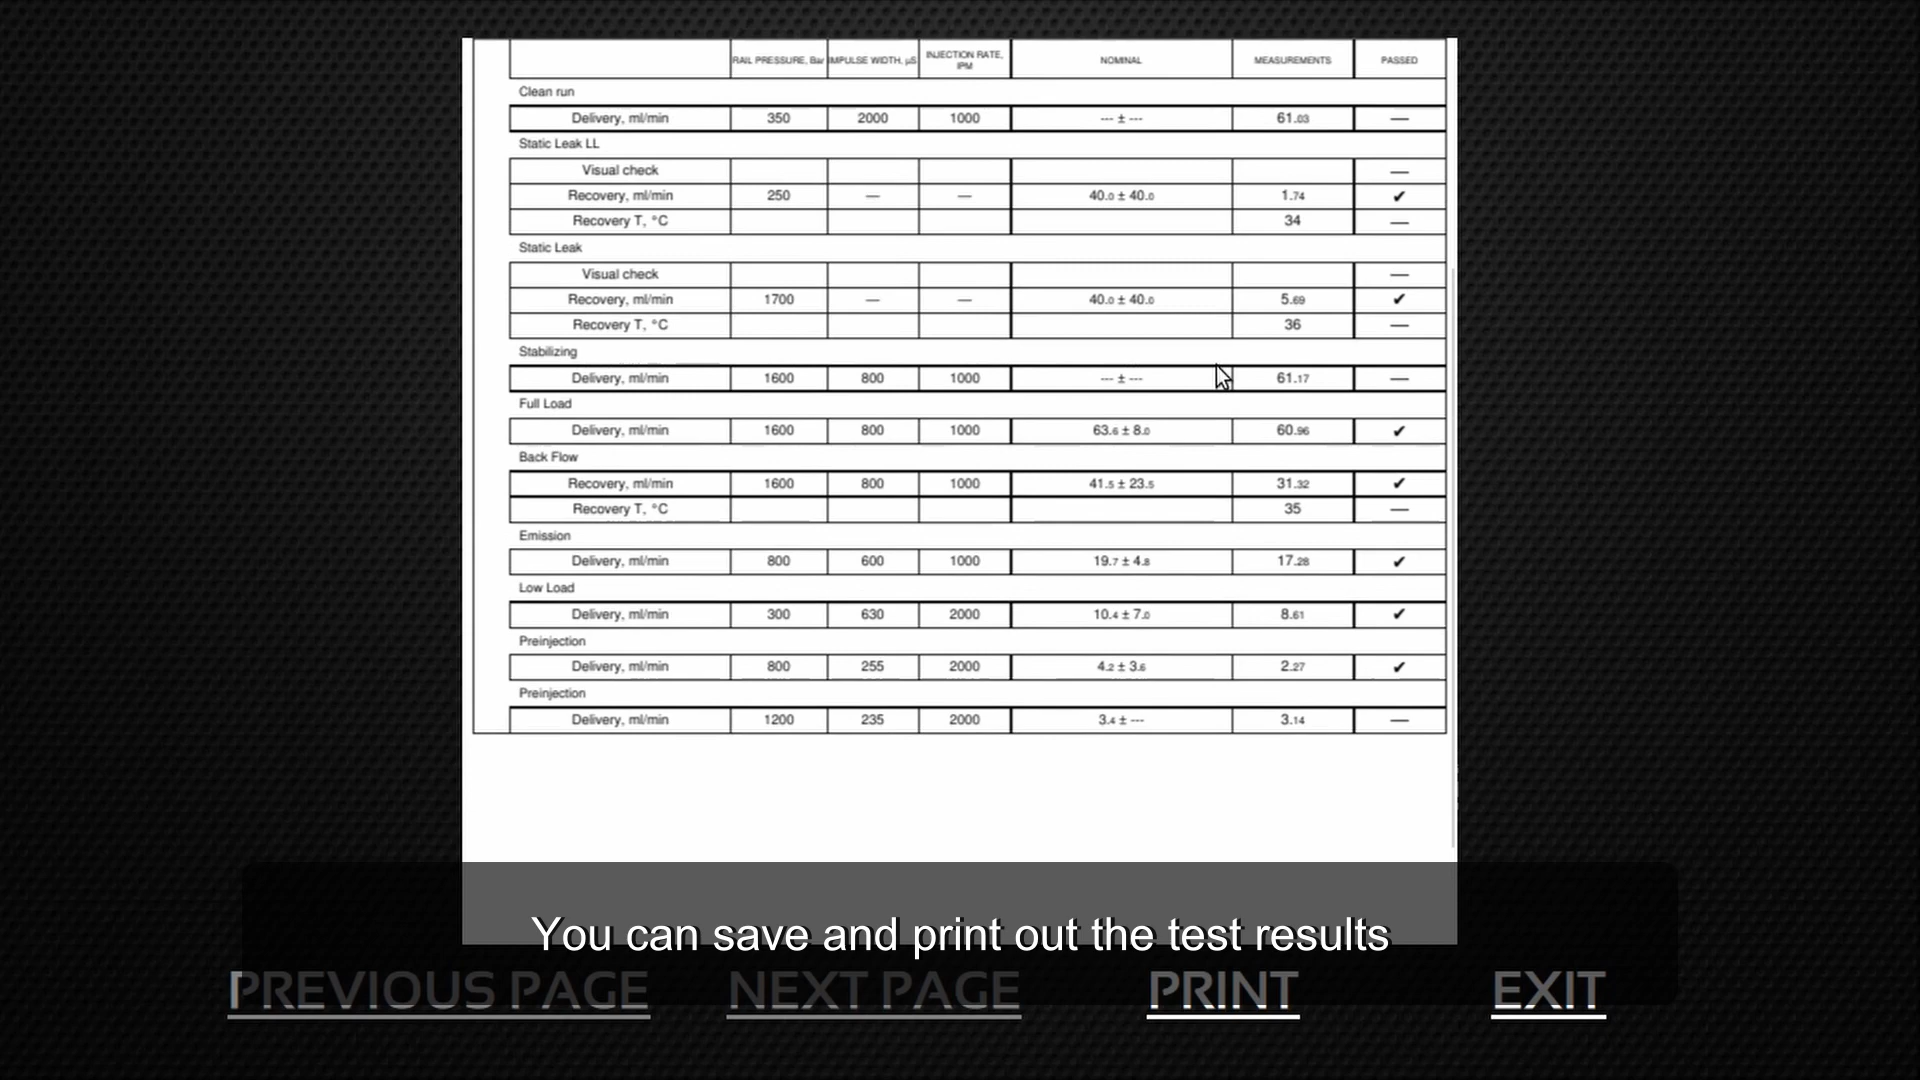 RAIL PRESSURE, Bar IMPULSE WIDTH, µS INJECTION RATE, IPM NOMINAL MEASUREMENTS PASSED
Clean run
Delivery, ml/min 350 2000 1000 --- ± --- 61.03 —
Static Leak LL
Visual check —
Recovery, ml/min 250 — — 40.0 ± 40.0 1.74 ✔
Recovery T, °C 34 —
Static Leak
Visual check —
Recovery, ml/min 1700 — — 40.0 ± 40.0 5.69 ✔
Recovery T, °C 36 —
Stabilizing
Delivery, ml/min 1600 800 1000 --- ± --- 61.17 —
Full Load
Delivery, ml/min 1600 800 1000 63.6 ± 8.0 60.96 ✔
Back Flow
Recovery, ml/min 1600 800 1000 41.5 ± 23.5 31.32 ✔
Recovery T, °C 35 —
Emission
Delivery, ml/min 800 600 1000 19.7 ± 4.8 17.28 ✔
Low Load
Delivery, ml/min 300 630 2000 10.4 ± 7.0 8.61 ✔
Preinjection
Delivery, ml/min 800 255 2000 4.2 ± 3.6 2.27 ✔
Preinjection
Delivery, ml/min 1200 235 2000 3.4 ± --- 3.14 —
You can save and print out the test results
PREVIOUS PAGE NEXT PAGE PRINT EXIT